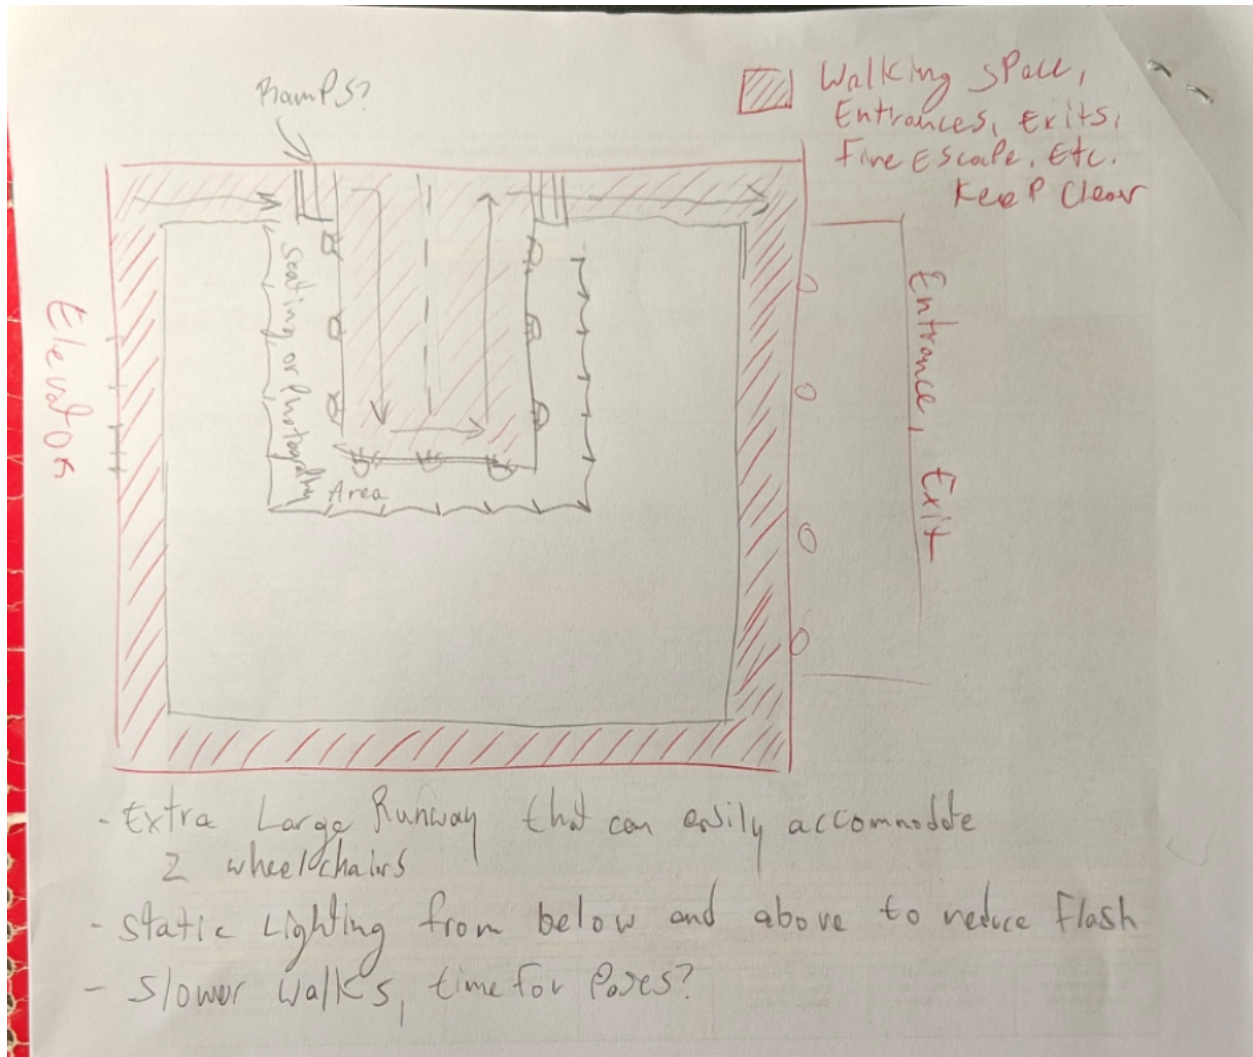 Ramps?
Walking space,
Entrances, Exits,
Fire Escape, Etc.
Keep Clear
Elevator
Seating or Photography
Area
Entrance, Exit
- Extra Large Runway that can easily accommodate
2 wheelchairs
- Static Lighting from below and above to reduce flash
- Slower walks, time for Poses?